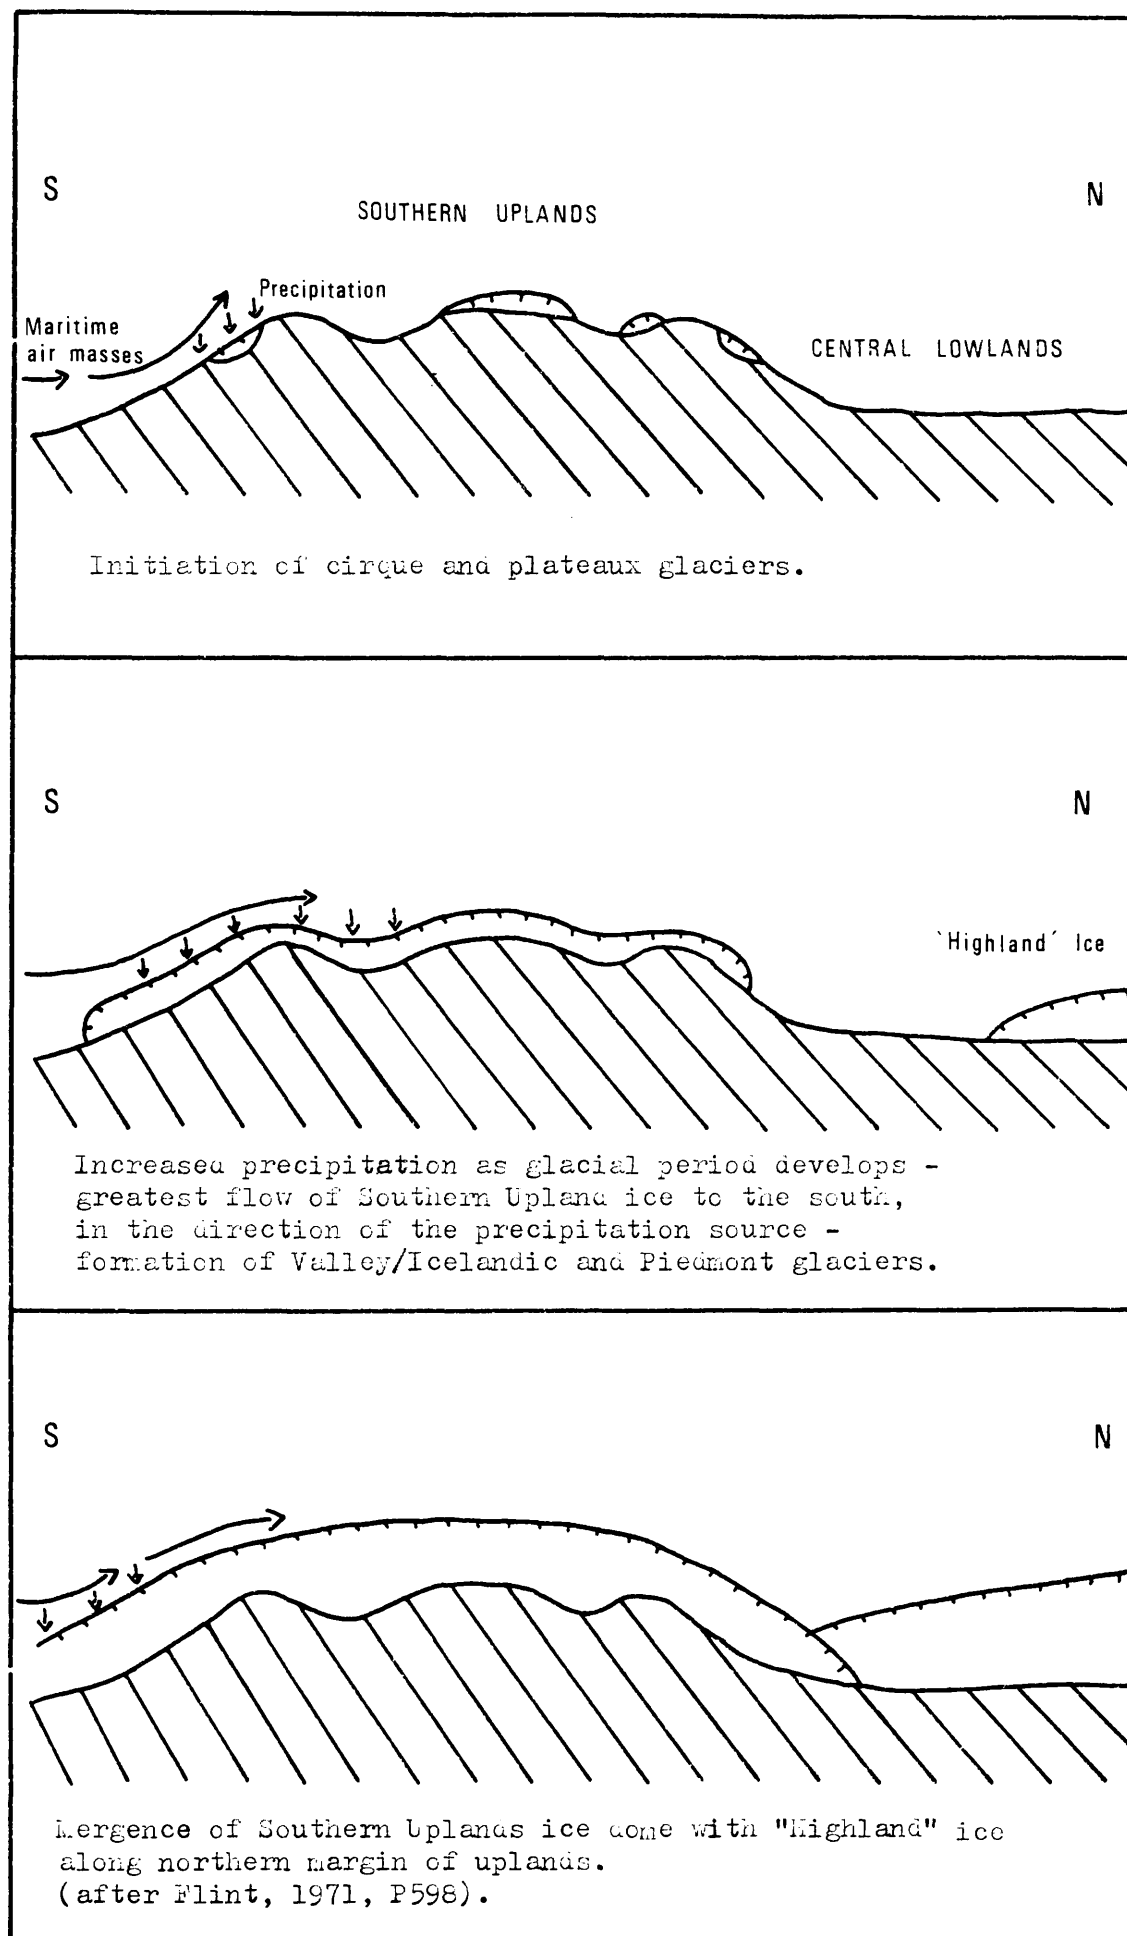 S
N
SOUTHERN UPLANDS
Precipitation
Maritime
air masses
CENTRAL LOWLANDS
Initiation of cirque and plateaux glaciers.
S
N
'Highland' Ice
Increased precipitation as glacial period develops -
greatest flow of Southern Upland ice to the south,
in the direction of the precipitation source -
formation of Valley/Icelandic and Piedmont glaciers.
S
N
Mergence of Southern Uplands ice dome with "Highland" ice
along northern margin of uplands.
(after Flint, 1971, P598).